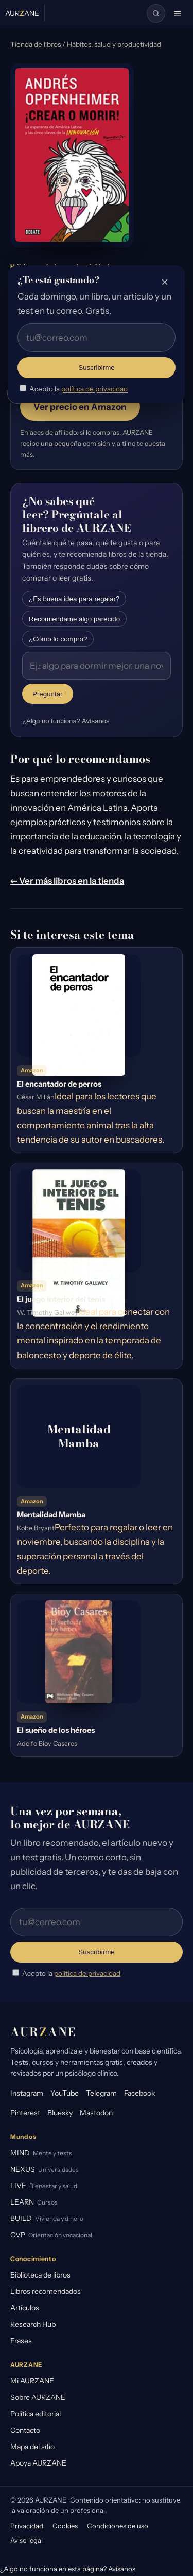 AURZANE
Tienda de libros / Hábitos, salud y productividad
ANDRÉS
OPPENHEIMER
¡CREAR O MORIR!
La esperanza de América Latina
y las cinco claves de la INNOVACIÓN
DEBATE
¿Te está gustando?
×
Cada domingo, un libro, un artículo y un
test en tu correo. Gratis.
tu@correo.com
Suscribirme
Acepto la política de privacidad
Ver precio en Amazon
Enlaces de afiliado: si lo compras, AURZANE
recibe una pequeña comisión y a ti no te cuesta
más.
¿No sabes qué
leer? Pregúntale al
librero de AURZANE
Cuéntale qué te pasa, qué te gusta o para
quién es, y te recomienda libros de la tienda.
También responde dudas sobre cómo
comprar o leer gratis.
¿Es buena idea para regalar?
Recomiéndame algo parecido
¿Cómo lo compro?
Ej.: algo para dormir mejor, una nov
Preguntar
¿Algo no funciona? Avísanos
Por qué lo recomendamos
Es para emprendedores y curiosos que
buscan entender los motores de la
innovación en América Latina. Aporta
ejemplos prácticos y testimonios sobre la
importancia de la educación, la tecnología y
la creatividad para transformar la sociedad.
← Ver más libros en la tienda
Si te interesa este tema
El
encantador
de perros
Amazon
El encantador de perros
César Millán Ideal para los lectores que
buscan la maestría en el
comportamiento animal tras la alta
tendencia de su autor en buscadores.
EL JUEGO
INTERIOR DEL
TENIS
W. TIMOTHY GALLWEY
Amazon
El juego interior del tenis
W. Timothy Gallwey Ideal para conectar con
la concentración y el rendimiento
mental inspirado en la temporada de
baloncesto y deporte de élite.
Mentalidad
Mamba
Amazon
Mentalidad Mamba
Kobe Bryant Perfecto para regalar o leer en
noviembre, buscando la disciplina y la
superación personal a través del
deporte.
Bioy Casares
Amazon
El sueño de los héroes
Adolfo Bioy Casares
Una vez por semana,
lo mejor de AURZANE
Un libro recomendado, el artículo nuevo y
un test gratis. Un correo corto, sin
publicidad de terceros, y te das de baja con
un clic.
tu@correo.com
Suscribirme
Acepto la política de privacidad
AURZANE
Psicología, aprendizaje y bienestar con base científica.
Tests, cursos y herramientas gratis, creados y
revisados por un psicólogo clínico.
Instagram YouTube Telegram Facebook
Pinterest Bluesky Mastodon
Mundos
MIND Mente y tests
NEXUS Universidades
LIVE Bienestar y salud
LEARN Cursos
BUILD Vivienda y dinero
OVP Orientación vocacional
Conocimiento
Biblioteca de libros
Libros recomendados
Artículos
Research Hub
Frases
AURZANE
Mi AURZANE
Sobre AURZANE
Política editorial
Contacto
Mapa del sitio
Apoya AURZANE
© 2026 AURZANE · Contenido orientativo: no sustituye
la valoración de un profesional.
Privacidad Cookies Condiciones de uso
Aviso legal
¿Algo no funciona en esta página? Avísanos